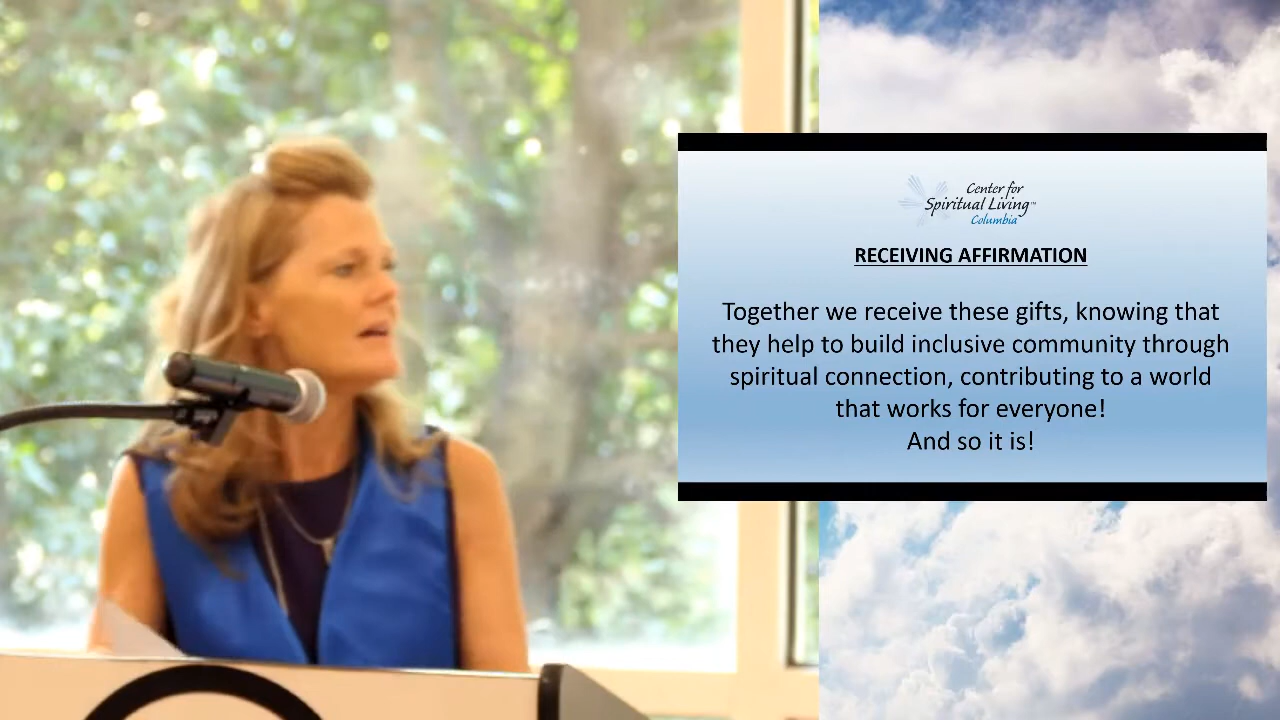 Center for
Spiritual Living™
Columbia
RECEIVING AFFIRMATION
Together we receive these gifts, knowing that
they help to build inclusive community through
spiritual connection, contributing to a world
that works for everyone!
And so it is!